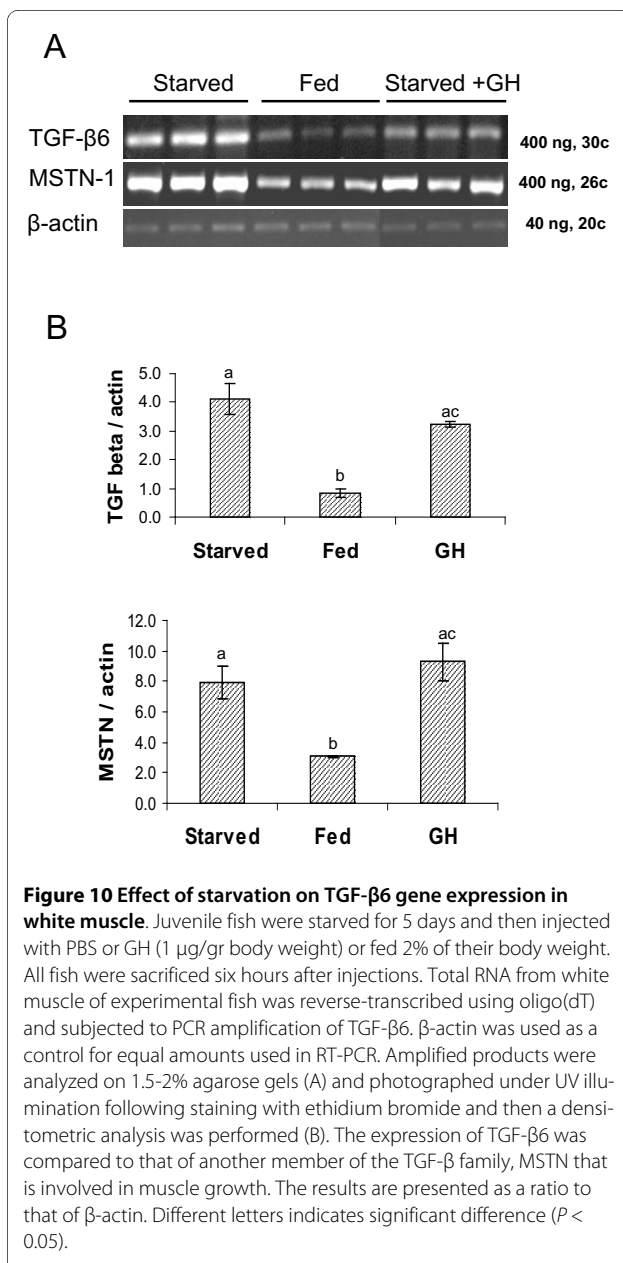 A
Starved Fed Starved +GH
TGF-β6 400 ng, 30c
MSTN-1 400 ng, 26c
β-actin 40 ng, 20c
B
TGF beta / actin
5.0
4.0
3.0
2.0
1.0
0.0
a b ac
Starved Fed GH
MSTN / actin
12.0
10.0
8.0
6.0
4.0
2.0
0.0
a b ac
Starved Fed GH
Figure 10 Effect of starvation on TGF-β6 gene expression in
white muscle. Juvenile fish were starved for 5 days and then injected
with PBS or GH (1 μg/gr body weight) or fed 2% of their body weight.
All fish were sacrificed six hours after injections. Total RNA from white
muscle of experimental fish was reverse-transcribed using oligo(dT)
and subjected to PCR amplification of TGF-β6. β-actin was used as a
control for equal amounts used in RT-PCR. Amplified products were
analyzed on 1.5-2% agarose gels (A) and photographed under UV illu-
mination following staining with ethidium bromide and then a densi-
tometric analysis was performed (B). The expression of TGF-β6 was
compared to that of another member of the TGF-β family, MSTN that
is involved in muscle growth. The results are presented as a ratio to
that of β-actin. Different letters indicates significant difference (P <
0.05).